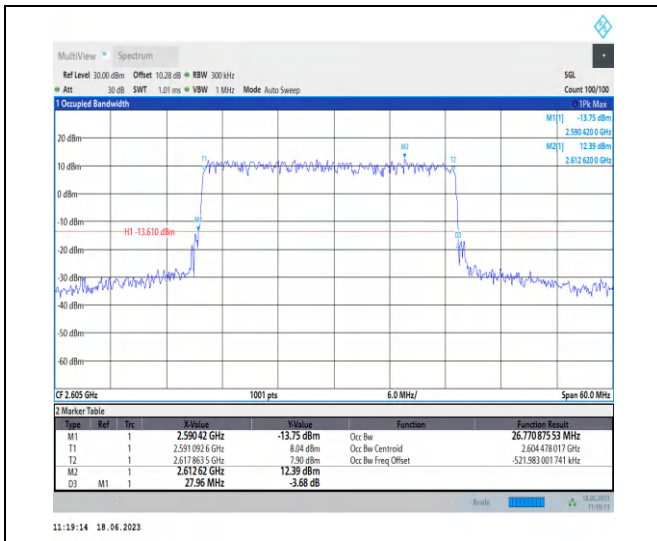 MultiView Spectrum
Ref Level 30.00 dBm Offset 10.28 dB RBW 300 kHz SGL
Att 30 dB SWT 1.01 ms VBW 1 MHz Mode Auto Sweep Count 100/100
1 Occupied Bandwidth 1Pk Max
M1[1] -13.75 dBm
2.590 420 0 GHz
M2[1] 12.39 dBm
2.612 620 0 GHz
20 dBm
M2
T1 T2
10 dBm
0 dBm
-10 dBm
M1
H1 -13.610 dBm
D3
-20 dBm
-30 dBm
-40 dBm
-50 dBm
-60 dBm
CF 2.605 GHz 1001 pts 6.0 MHz/ Span 60.0 MHz
2 Marker Table
Type Ref Trc X-Value Y-Value Function Function Result
M1 1 2.590 42 GHz -13.75 dBm Occ Bw 26.770 875 53 MHz
T1 1 2.591 092 6 GHz 8.04 dBm Occ Bw Centroid 2.604 478 017 GHz
T2 1 2.617 863 5 GHz 7.90 dBm Occ Bw Freq Offset -521.983 001 741 kHz
M2 1 2.612 62 GHz 12.39 dBm
D3 M1 1 27.96 MHz -3.68 dB
Ready 18.06.2023
11:19:13
11:19:14 18.06.2023